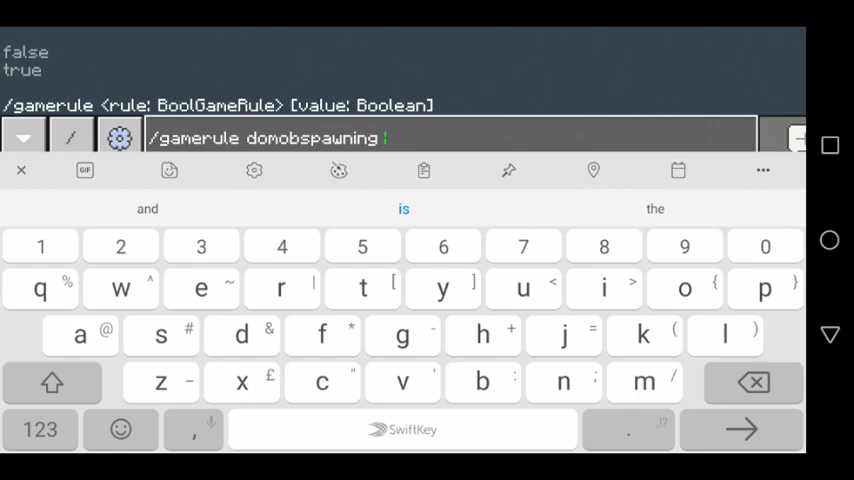 false
true
/gamerule <rule: BoolGameRule> [value: Boolean]
/ /gamerule domobspawning
GIF
and is the
1 2 3 4 5 6 7 8 9 0
q % w ^ e ~ r | t [ y ] u < i > o { p }
a @ s # d & f * g - h + j = k ( l )
z - x £ c " v ' b : n ; m /
123 , SwiftKey . ,!?